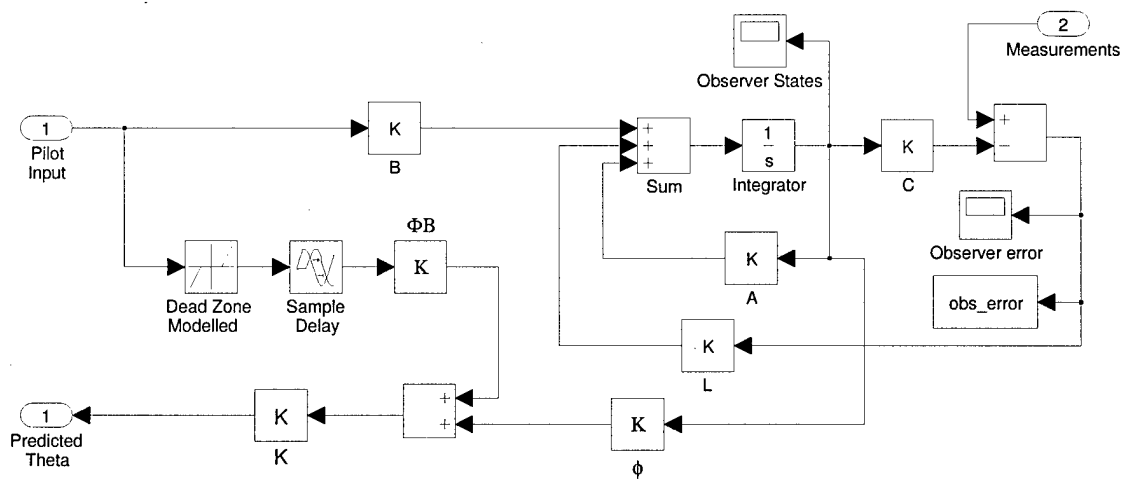 2
Measurements
Observer States
1
Pilot
Input
K
B
+
+
+
Sum
1
s
Integrator
K
C
+
−
Observer error
obs_error
ΦB
K
Dead Zone
Modelled
Sample
Delay
K
A
K
L
1
Predicted
Theta
K
K
+
+
K
ϕ